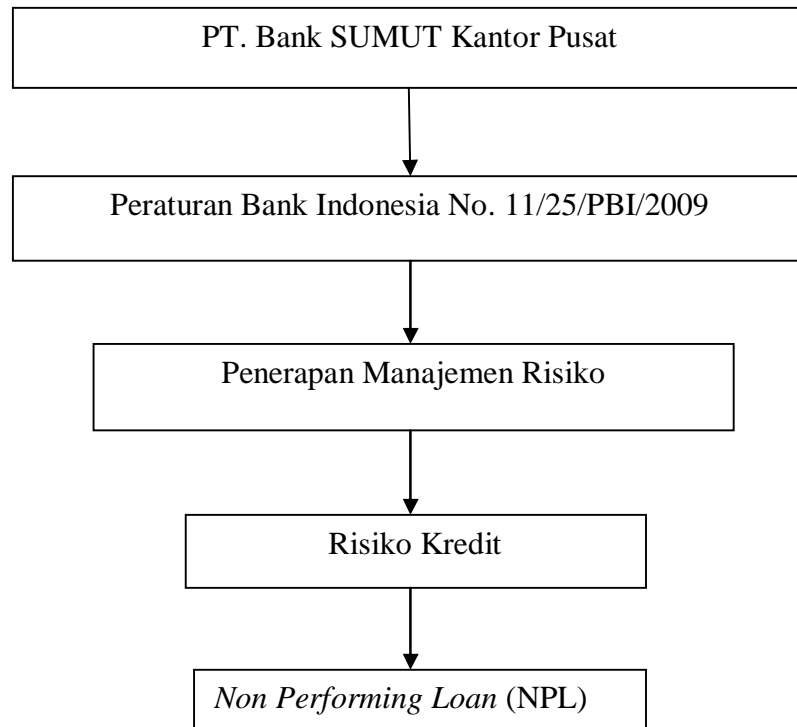 PT. Bank SUMUT Kantor Pusat
Peraturan Bank Indonesia No. 11/25/PBI/2009
Penerapan Manajemen Risiko
Risiko Kredit
Non Performing Loan (NPL)